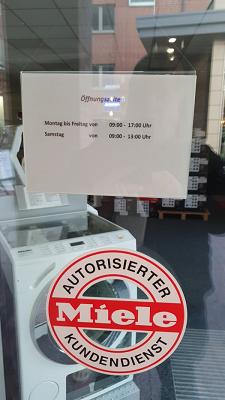 Öffnungszeiten
Montag bis Freitag von 09:00 - 17:00 Uhr
Samstag von 09:00 - 13:00 Uhr
AUTORISIERTER
Miele
KUNDENDIENST